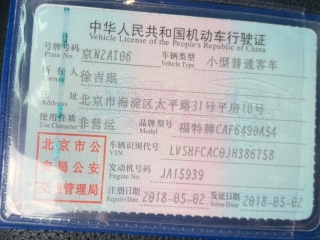 中华人民共和国机动车行驶证
Vehicle License of the People's Republic of China
号牌号码 京N2AT06 车辆类型 小型普通客车
Plate No. Vehicle Type
所有人 徐吉珉
Owner
住址 北京市海淀区太平路31号平房18号
Address
使用性质 非营运 品牌型号 福特牌CAF6490A54
Use Character Model
北京市公 车辆识别代号 LVSHFCAC0JH386758
VIN
安局公安 发动机号码 JA15939
Engine No.
交通管理局 注册日期 2018-05-02 发证日期 2018-05-02
Register Date Issue Date